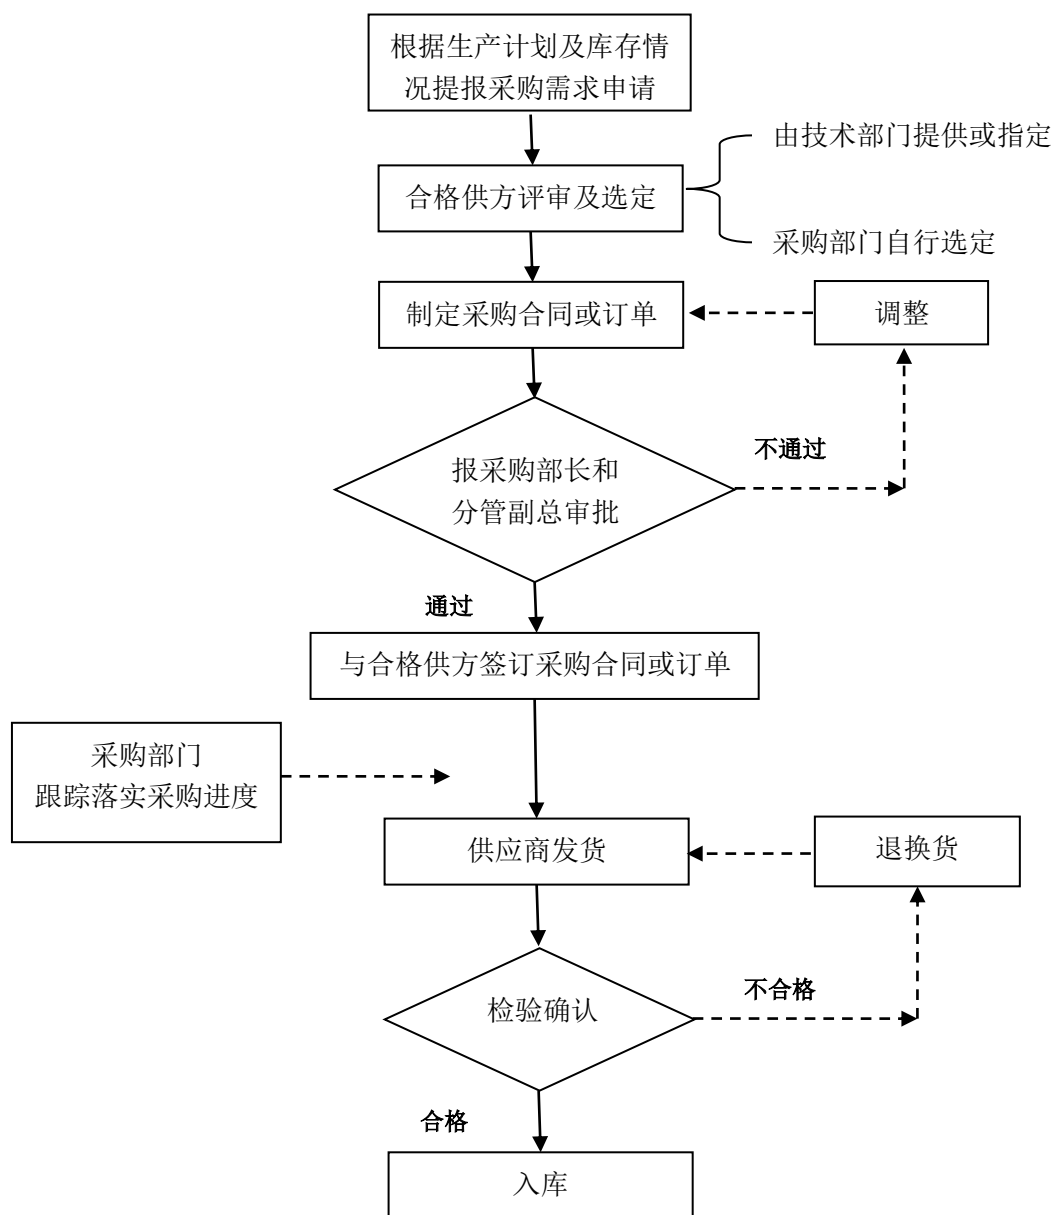 根据生产计划及库存情
况提报采购需求申请
由技术部门提供或指定
合格供方评审及选定
采购部门自行选定
制定采购合同或订单
调整
不通过
报采购部长和
分管副总审批
通过
与合格供方签订采购合同或订单
采购部门
跟踪落实采购进度
供应商发货
退换货
不合格
检验确认
合格
入库